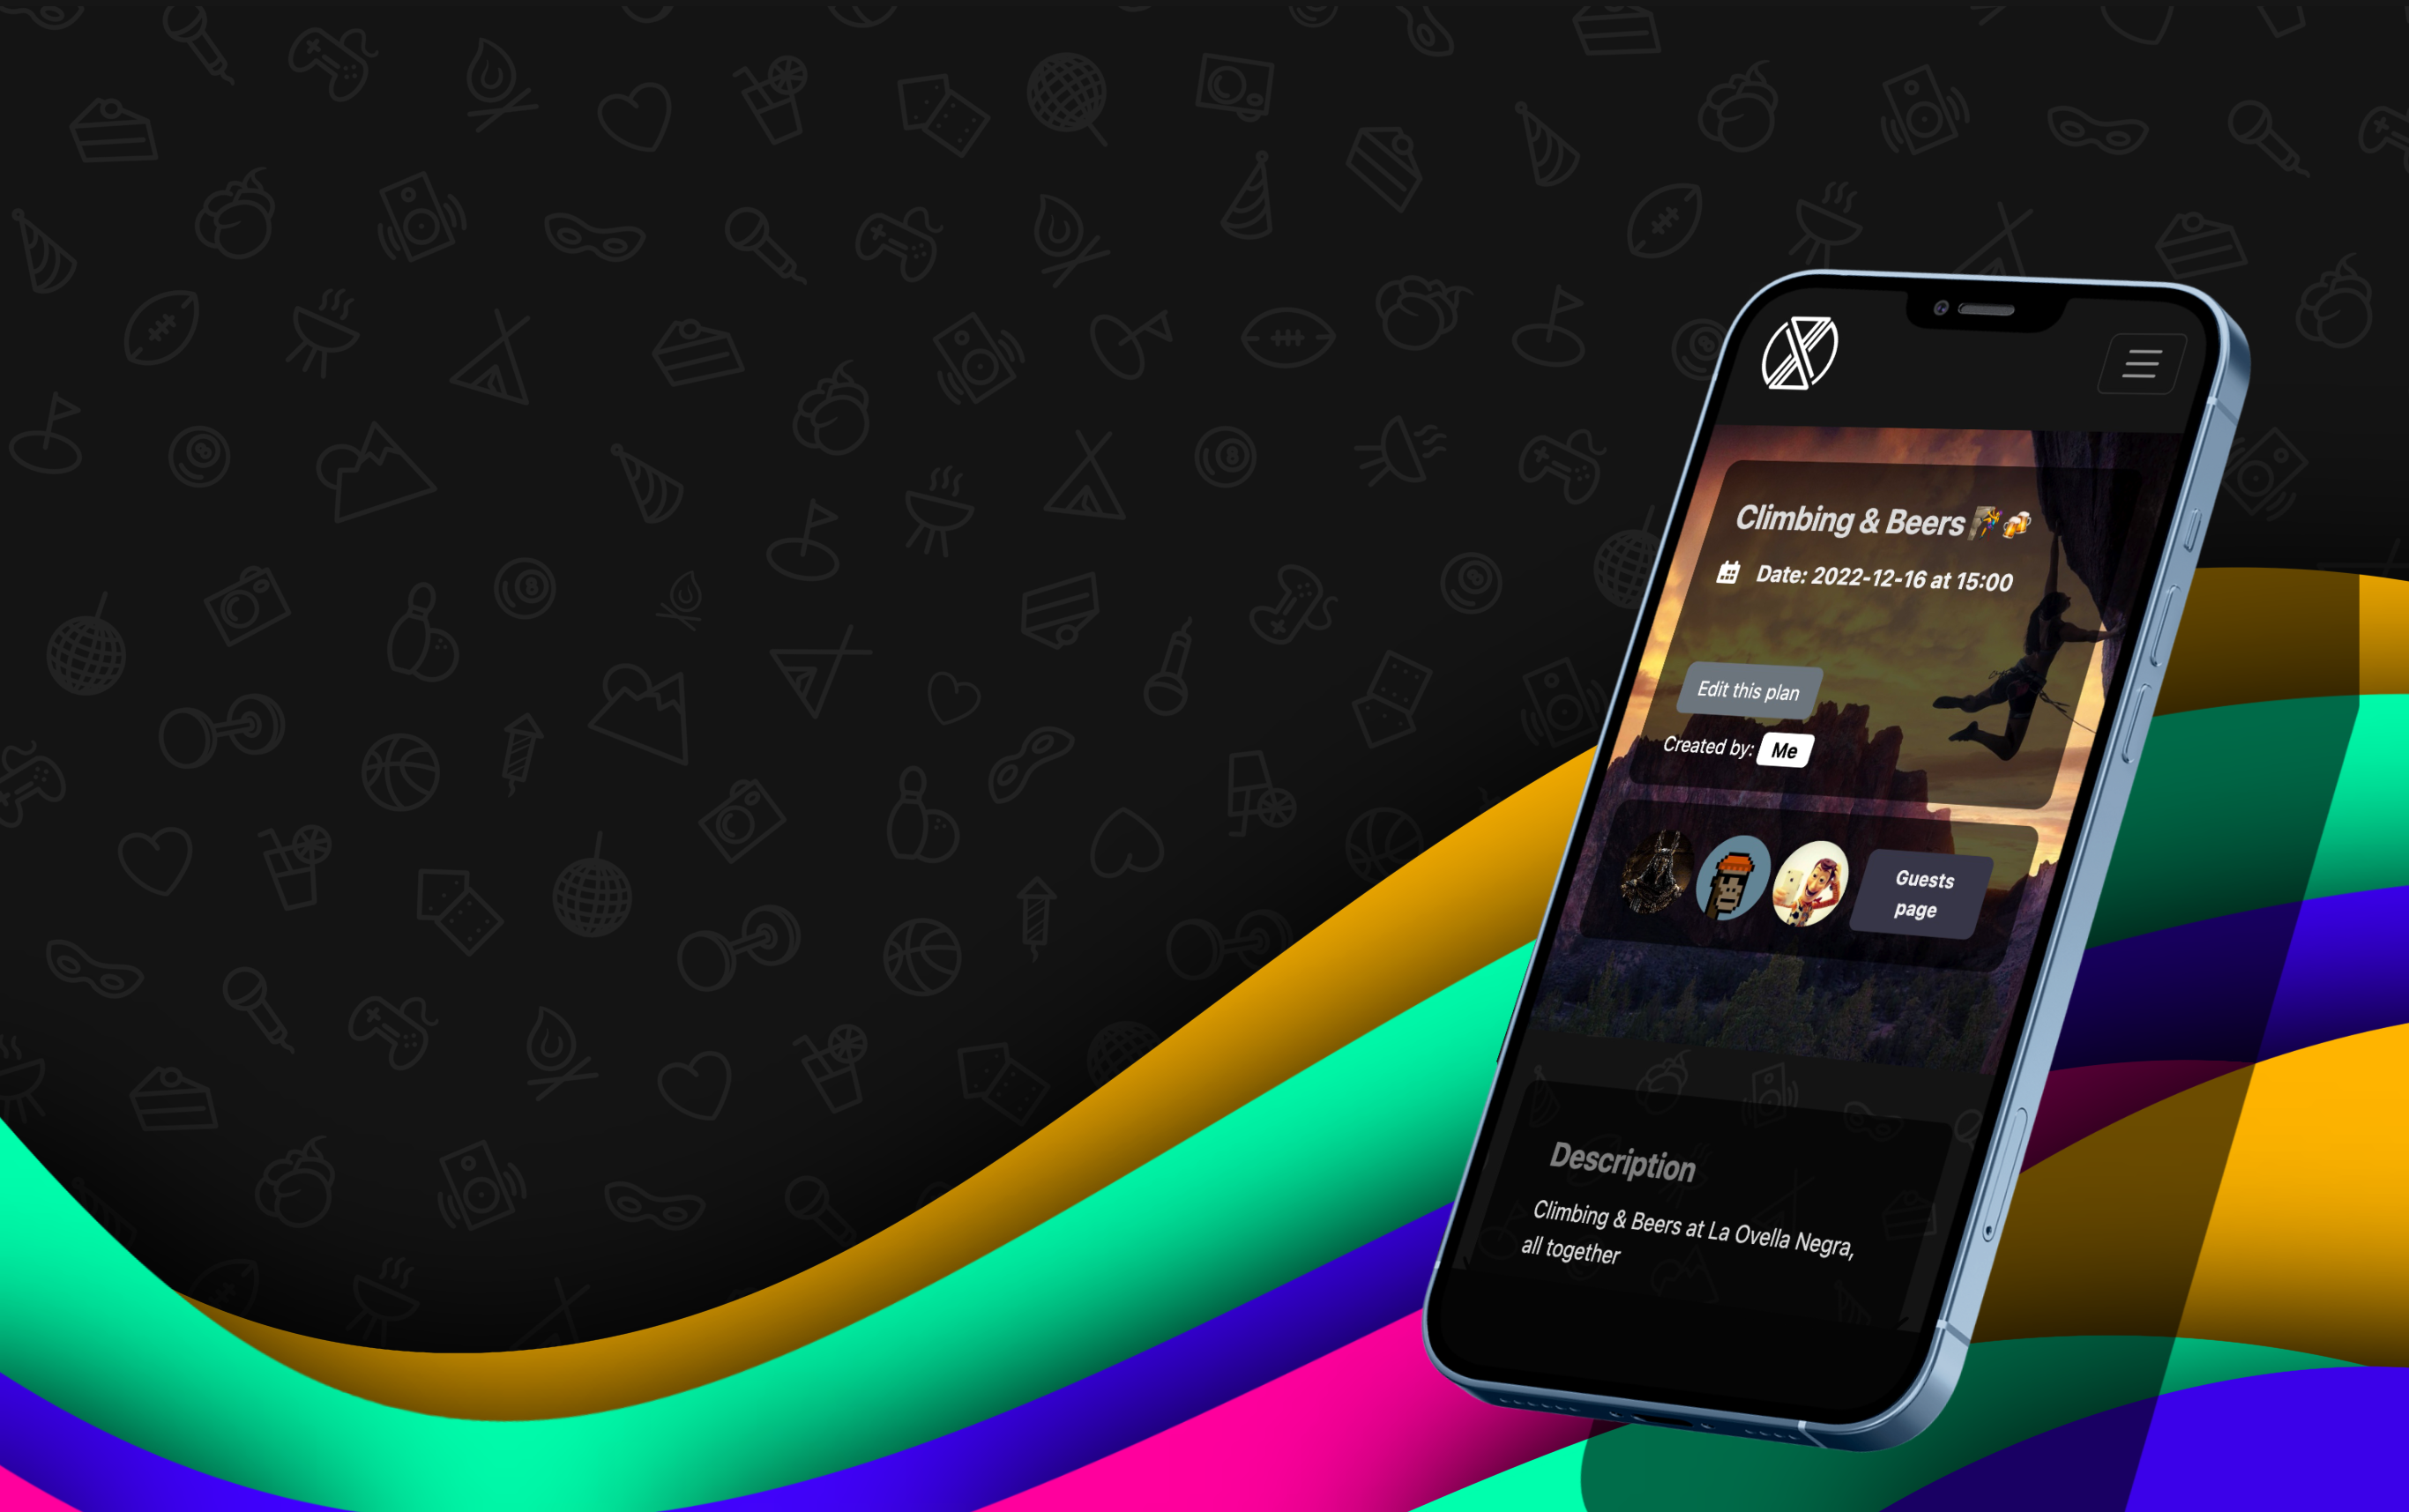 Climbing & Beers
Date: 2022-12-16 at 15:00
Edit this plan
Created by: Me
Guests
page
Description
Climbing & Beers at La Ovella Negra,
all together